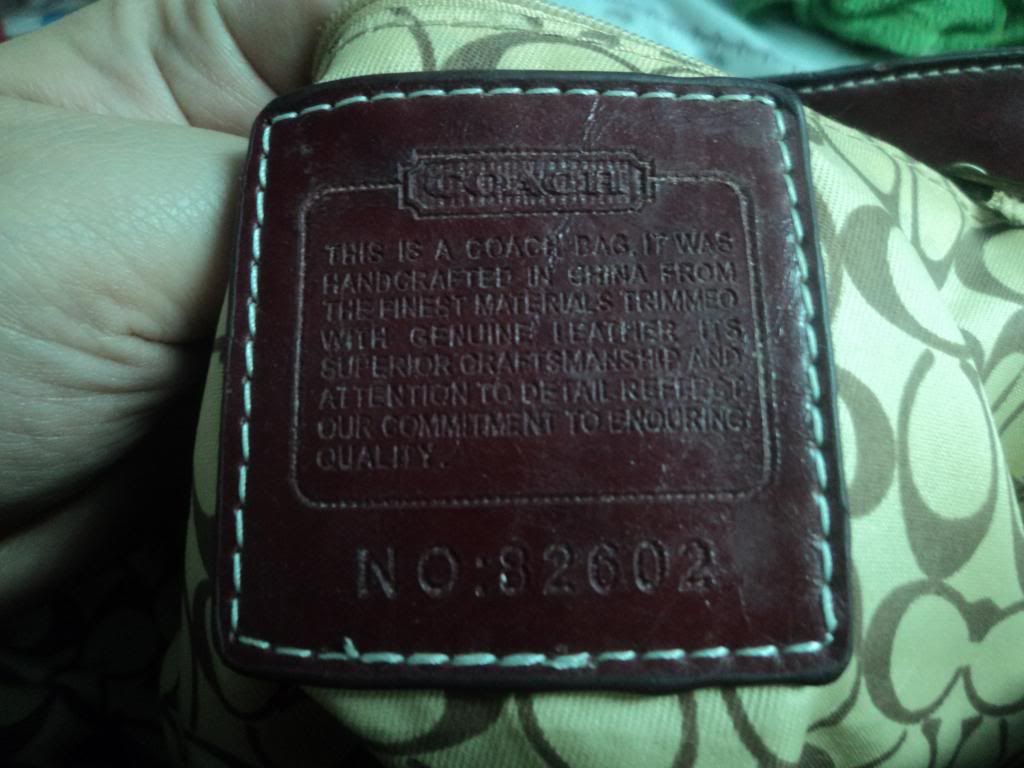 COACH
THIS IS A COACH BAG. IT WAS
HANDCRAFTED IN CHINA FROM
THE FINEST MATERIALS TRIMMED
WITH GENUINE LEATHER ITS
SUPERIOR CRAFTSMANSHIP AND
ATTENTION TO DETAIL REFLECT
OUR COMMITMENT TO ENDURING
QUALITY.
NO:82602